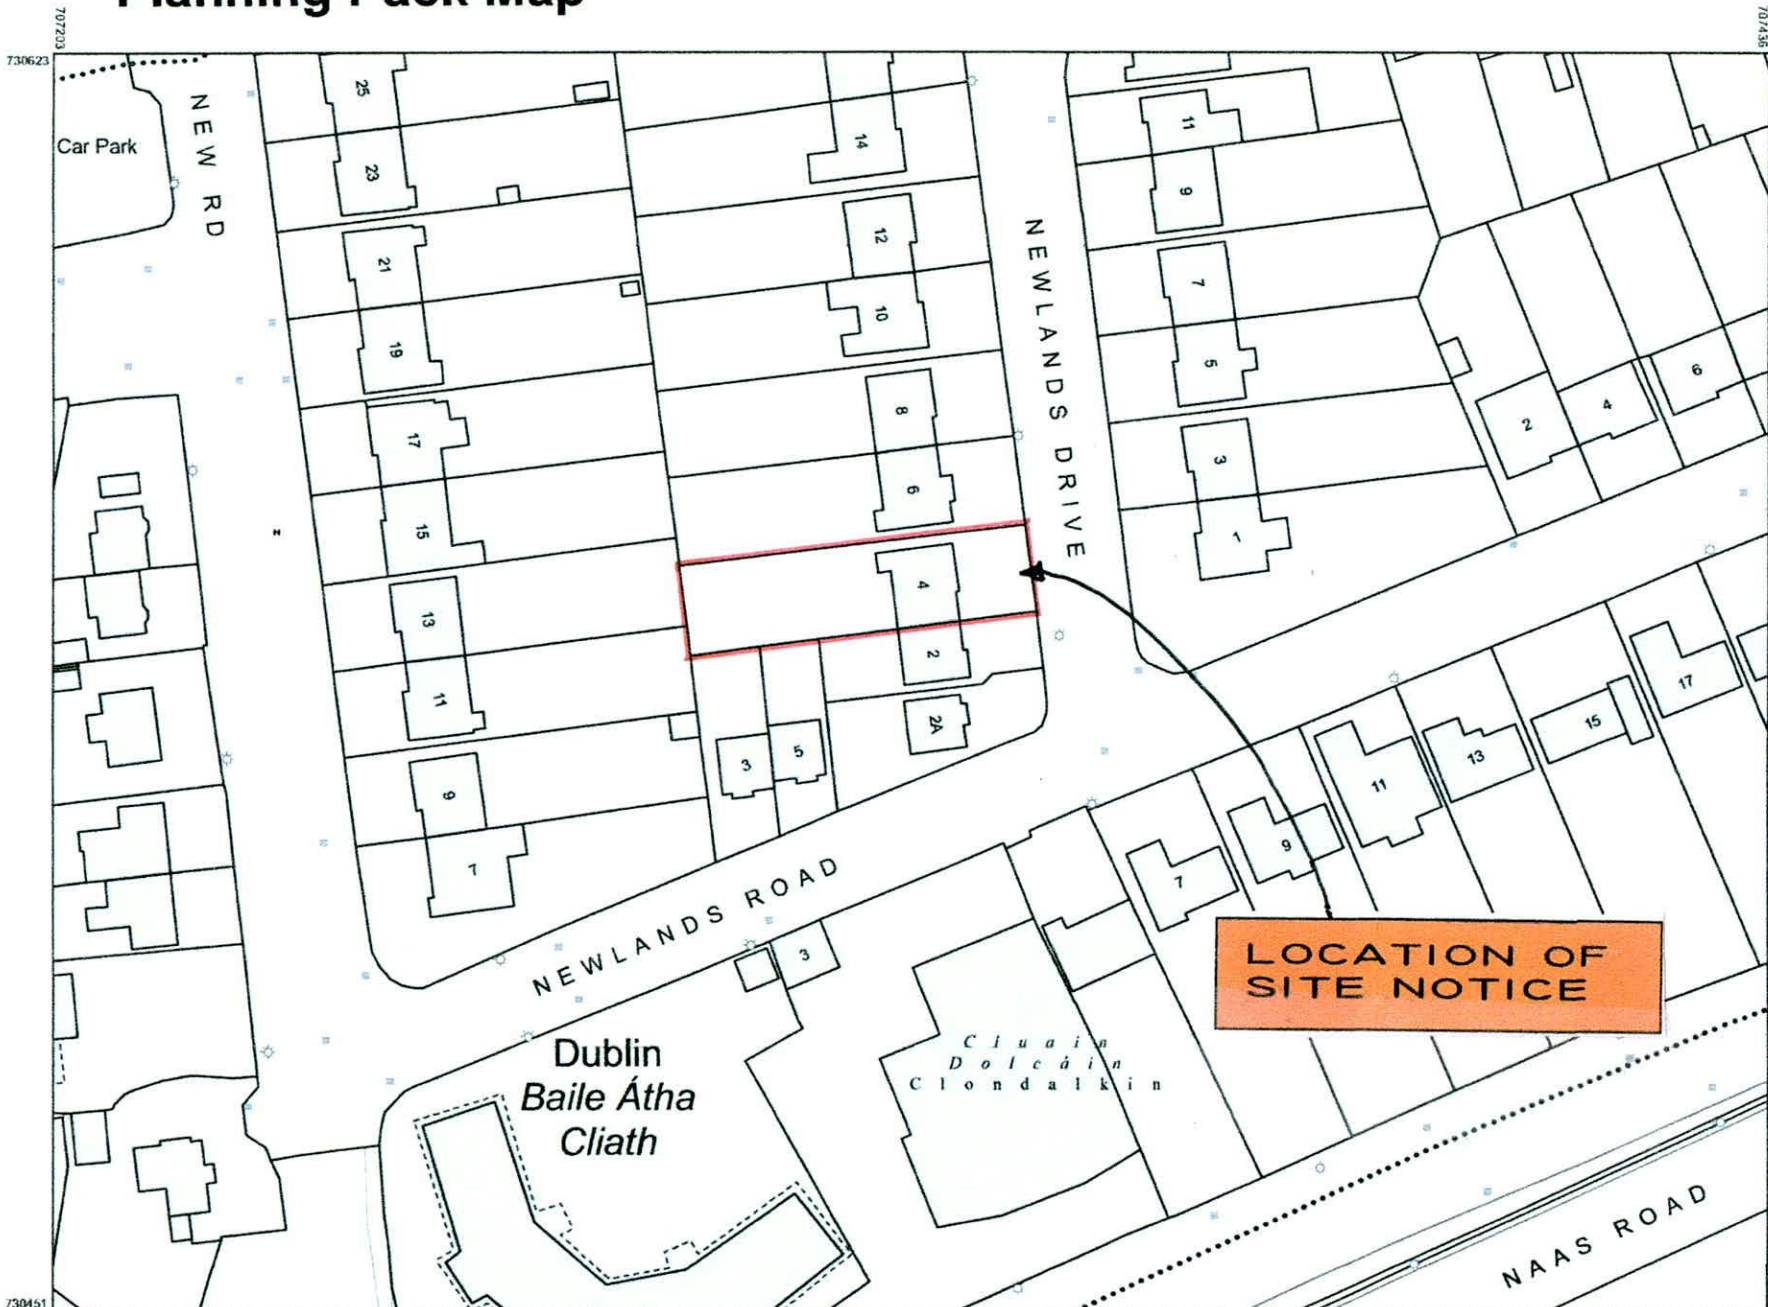 Planning Pack Map
707203
707436
730623
NEW RD
Car Park
25
23
21
19
17
15
13
11
9
7
14
12
10
8
6
4
2
2A
3
5
NEWLANDS DRIVE
11
9
7
5
3
1
2
4
6
17
15
13
11
9
7
3
NEWLANDS ROAD
LOCATION OF
SITE NOTICE
Dublin
Baile Átha
Cliath
Cluain
Dolcáin
Clondalkin
NAAS ROAD
730451